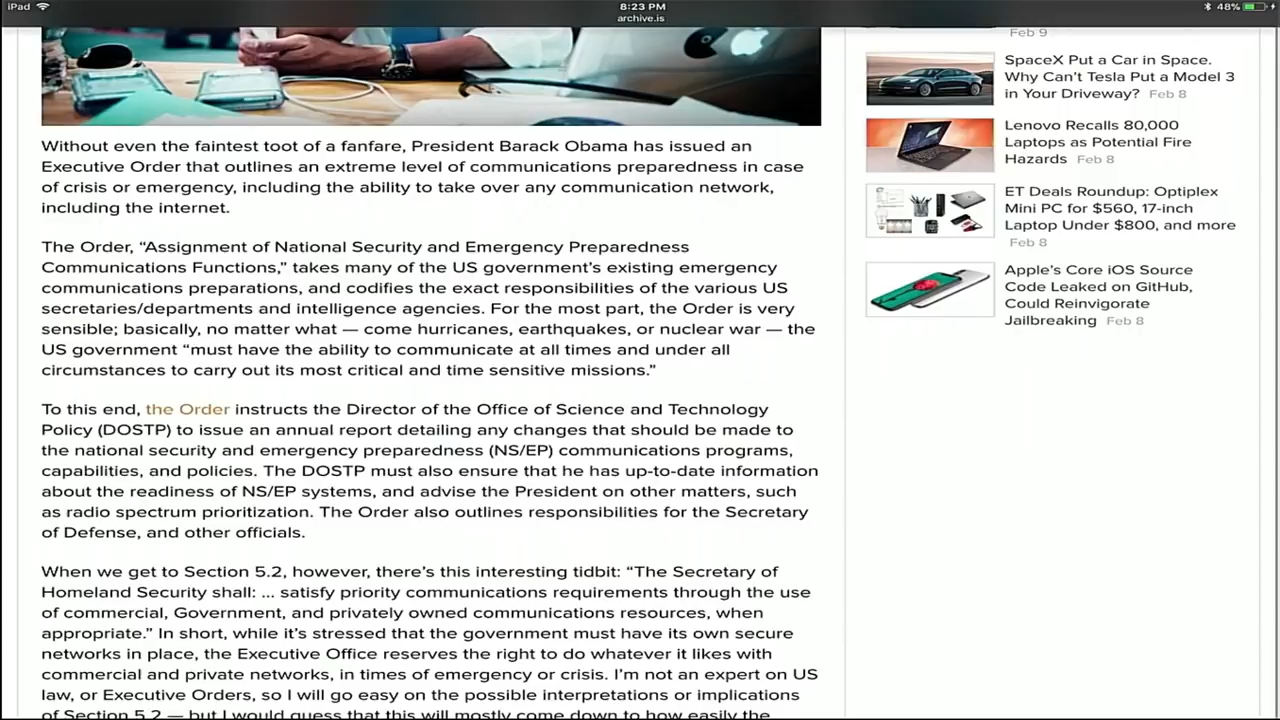 iPad
8:23 PM
48%
archive.is
Without even the faintest toot of a fanfare, President Barack Obama has issued an
Executive Order that outlines an extreme level of communications preparedness in case
of crisis or emergency, including the ability to take over any communication network,
including the internet.
The Order, “Assignment of National Security and Emergency Preparedness
Communications Functions,” takes many of the US government’s existing emergency
communications preparations, and codifies the exact responsibilities of the various US
secretaries/departments and intelligence agencies. For the most part, the Order is very
sensible; basically, no matter what — come hurricanes, earthquakes, or nuclear war — the
US government “must have the ability to communicate at all times and under all
circumstances to carry out its most critical and time sensitive missions.”
To this end, the Order instructs the Director of the Office of Science and Technology
Policy (DOSTP) to issue an annual report detailing any changes that should be made to
the national security and emergency preparedness (NS/EP) communications programs,
capabilities, and policies. The DOSTP must also ensure that he has up-to-date information
about the readiness of NS/EP systems, and advise the President on other matters, such
as radio spectrum prioritization. The Order also outlines responsibilities for the Secretary
of Defense, and other officials.
When we get to Section 5.2, however, there’s this interesting tidbit: “The Secretary of
Homeland Security shall: ... satisfy priority communications requirements through the use
of commercial, Government, and privately owned communications resources, when
appropriate.” In short, while it’s stressed that the government must have its own secure
networks in place, the Executive Office reserves the right to do whatever it likes with
commercial and private networks, in times of emergency or crisis. I’m not an expert on US
law, or Executive Orders, so I will go easy on the possible interpretations or implications
of Section 5.2 — but I would guess that this will mostly come down to how easily the
Feb 9
SpaceX Put a Car in Space.
Why Can’t Tesla Put a Model 3
in Your Driveway? Feb 8
Lenovo Recalls 80,000
Laptops as Potential Fire
Hazards Feb 8
ET Deals Roundup: Optiplex
Mini PC for $560, 17-inch
Laptop Under $800, and more
Feb 8
Apple’s Core iOS Source
Code Leaked on GitHub,
Could Reinvigorate
Jailbreaking Feb 8